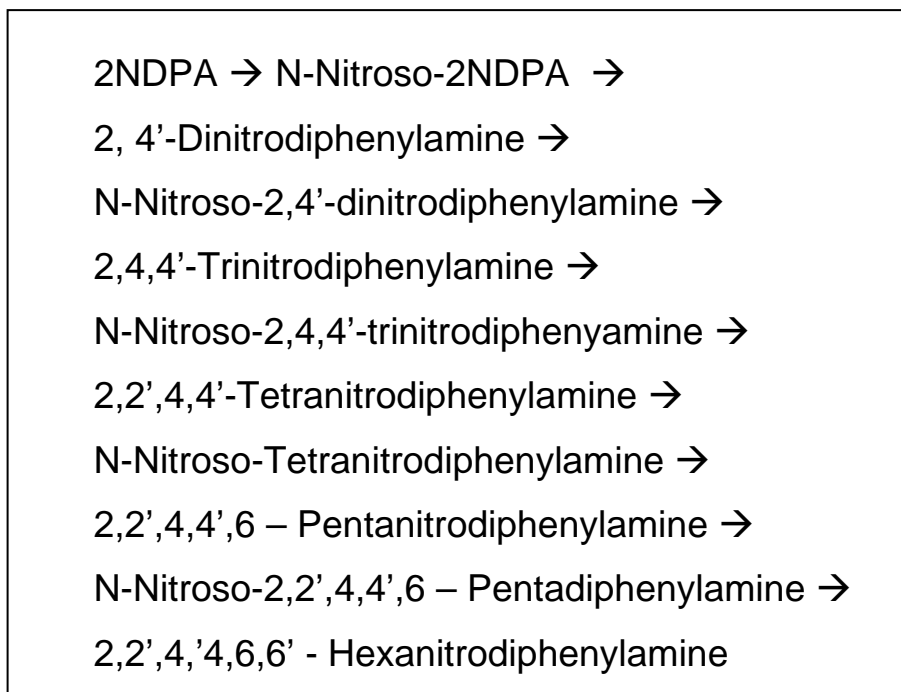 2NDPA → N-Nitroso-2NDPA →
2, 4’-Dinitrodiphenylamine →
N-Nitroso-2,4’-dinitrodiphenylamine →
2,4,4’-Trinitrodiphenylamine →
N-Nitroso-2,4,4’-trinitrodiphenyamine →
2,2’,4,4’-Tetranitrodiphenylamine →
N-Nitroso-Tetranitrodiphenylamine →
2,2’,4,4’,6 – Pentanitrodiphenylamine →
N-Nitroso-2,2’,4,4’,6 – Pentadiphenylamine →
2,2’,4,’4,6,6’ - Hexanitrodiphenylamine